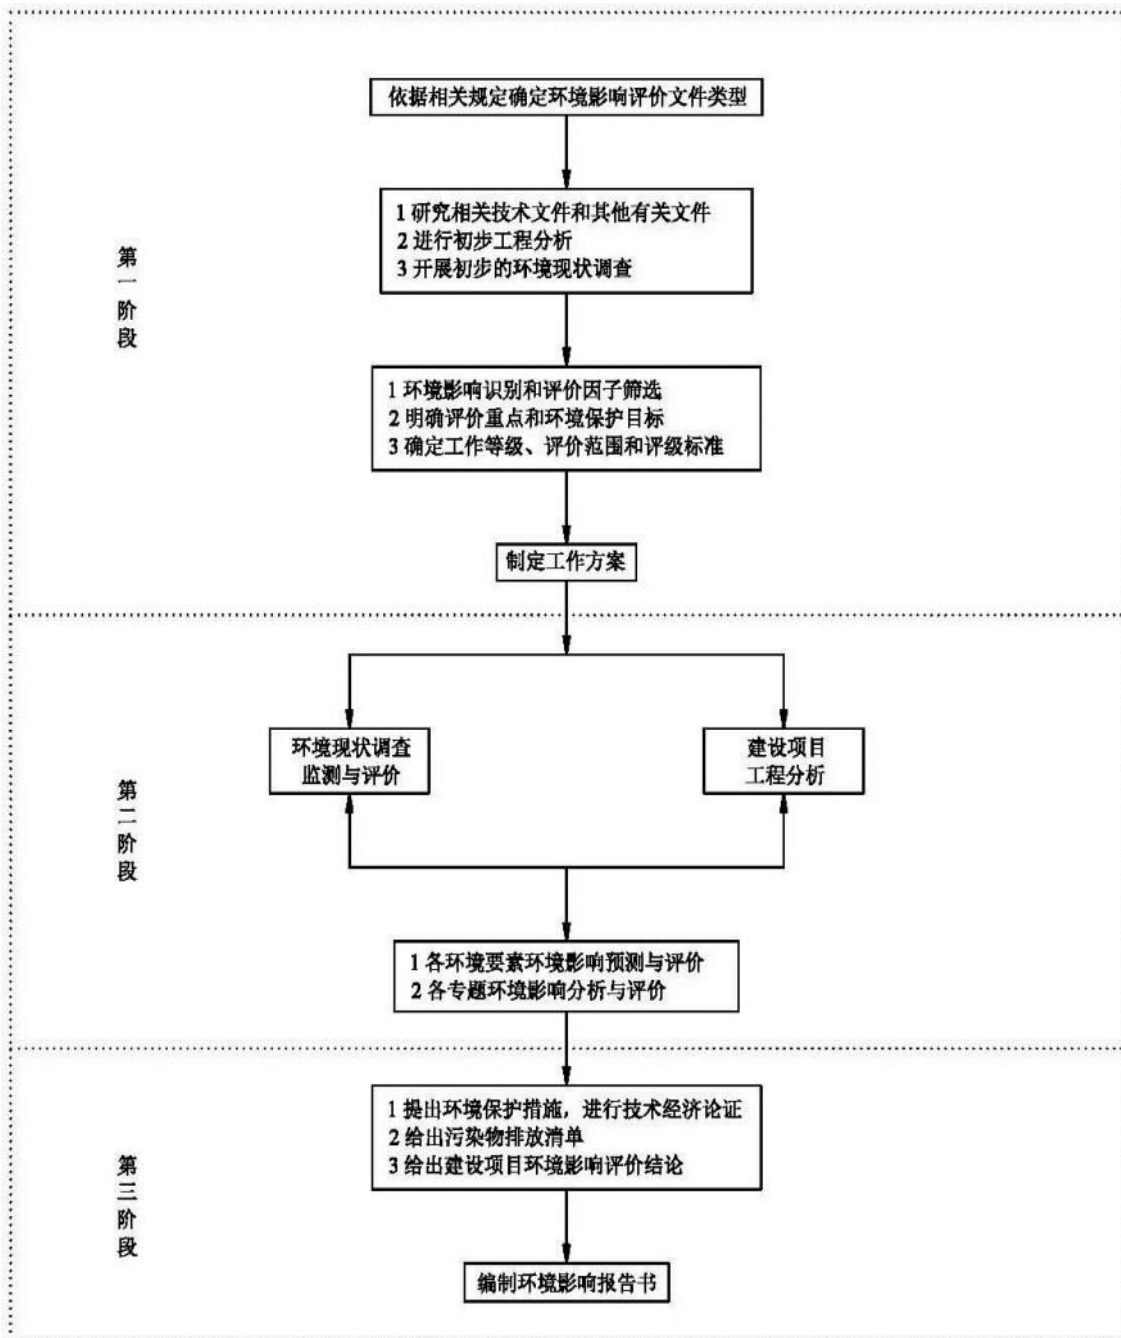 依据相关规定确定环境影响评价文件类型
第一阶段
1 研究相关技术文件和其他有关文件
2 进行初步工程分析
3 开展初步的环境现状调查
1 环境影响识别和评价因子筛选
2 明确评价重点和环境保护目标
3 确定工作等级、评价范围和评级标准
制定工作方案
第二阶段
环境现状调查
监测与评价
建设项目
工程分析
1 各环境要素环境影响预测与评价
2 各专题环境影响分析与评价
第三阶段
1 提出环境保护措施，进行技术经济论证
2 给出污染物排放清单
3 给出建设项目环境影响评价结论
编制环境影响报告书